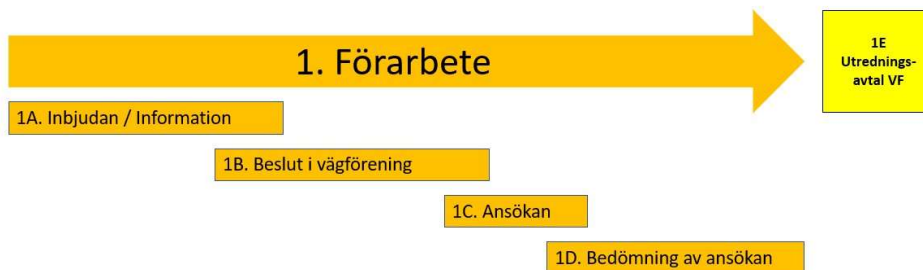 1. Förarbete
1E
Utrednings-
avtal VF
1A. Inbjudan / Information
1B. Beslut i vägförening
1C. Ansökan
1D. Bedömning av ansökan